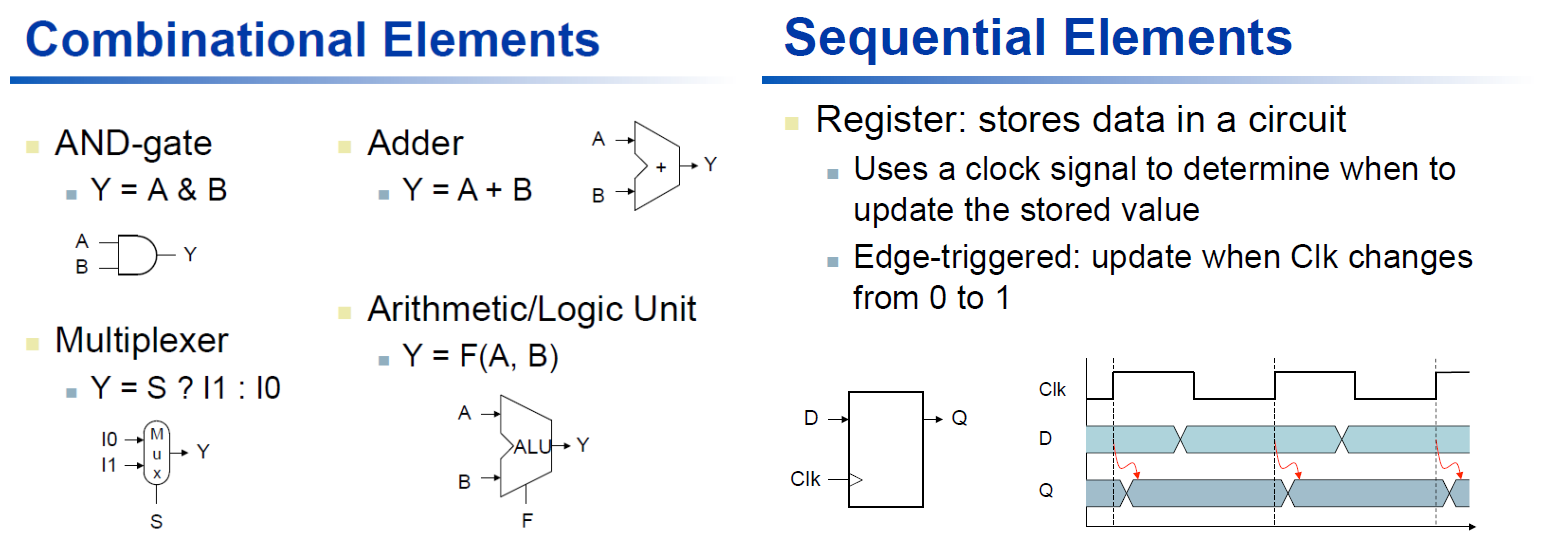 Combinational Elements
AND-gate
Y = A & B
A
B
Y
Multiplexer
Y = S ? I1 : I0
I0
I1
M
u
x
Y
S
Adder
Y = A + B
A
B
+
Y
Arithmetic/Logic Unit
Y = F(A, B)
A
B
ALU
Y
F
Sequential Elements
Register: stores data in a circuit
Uses a clock signal to determine when to
update the stored value
Edge-triggered: update when Clk changes
from 0 to 1
D
Clk
Q
Clk
D
Q